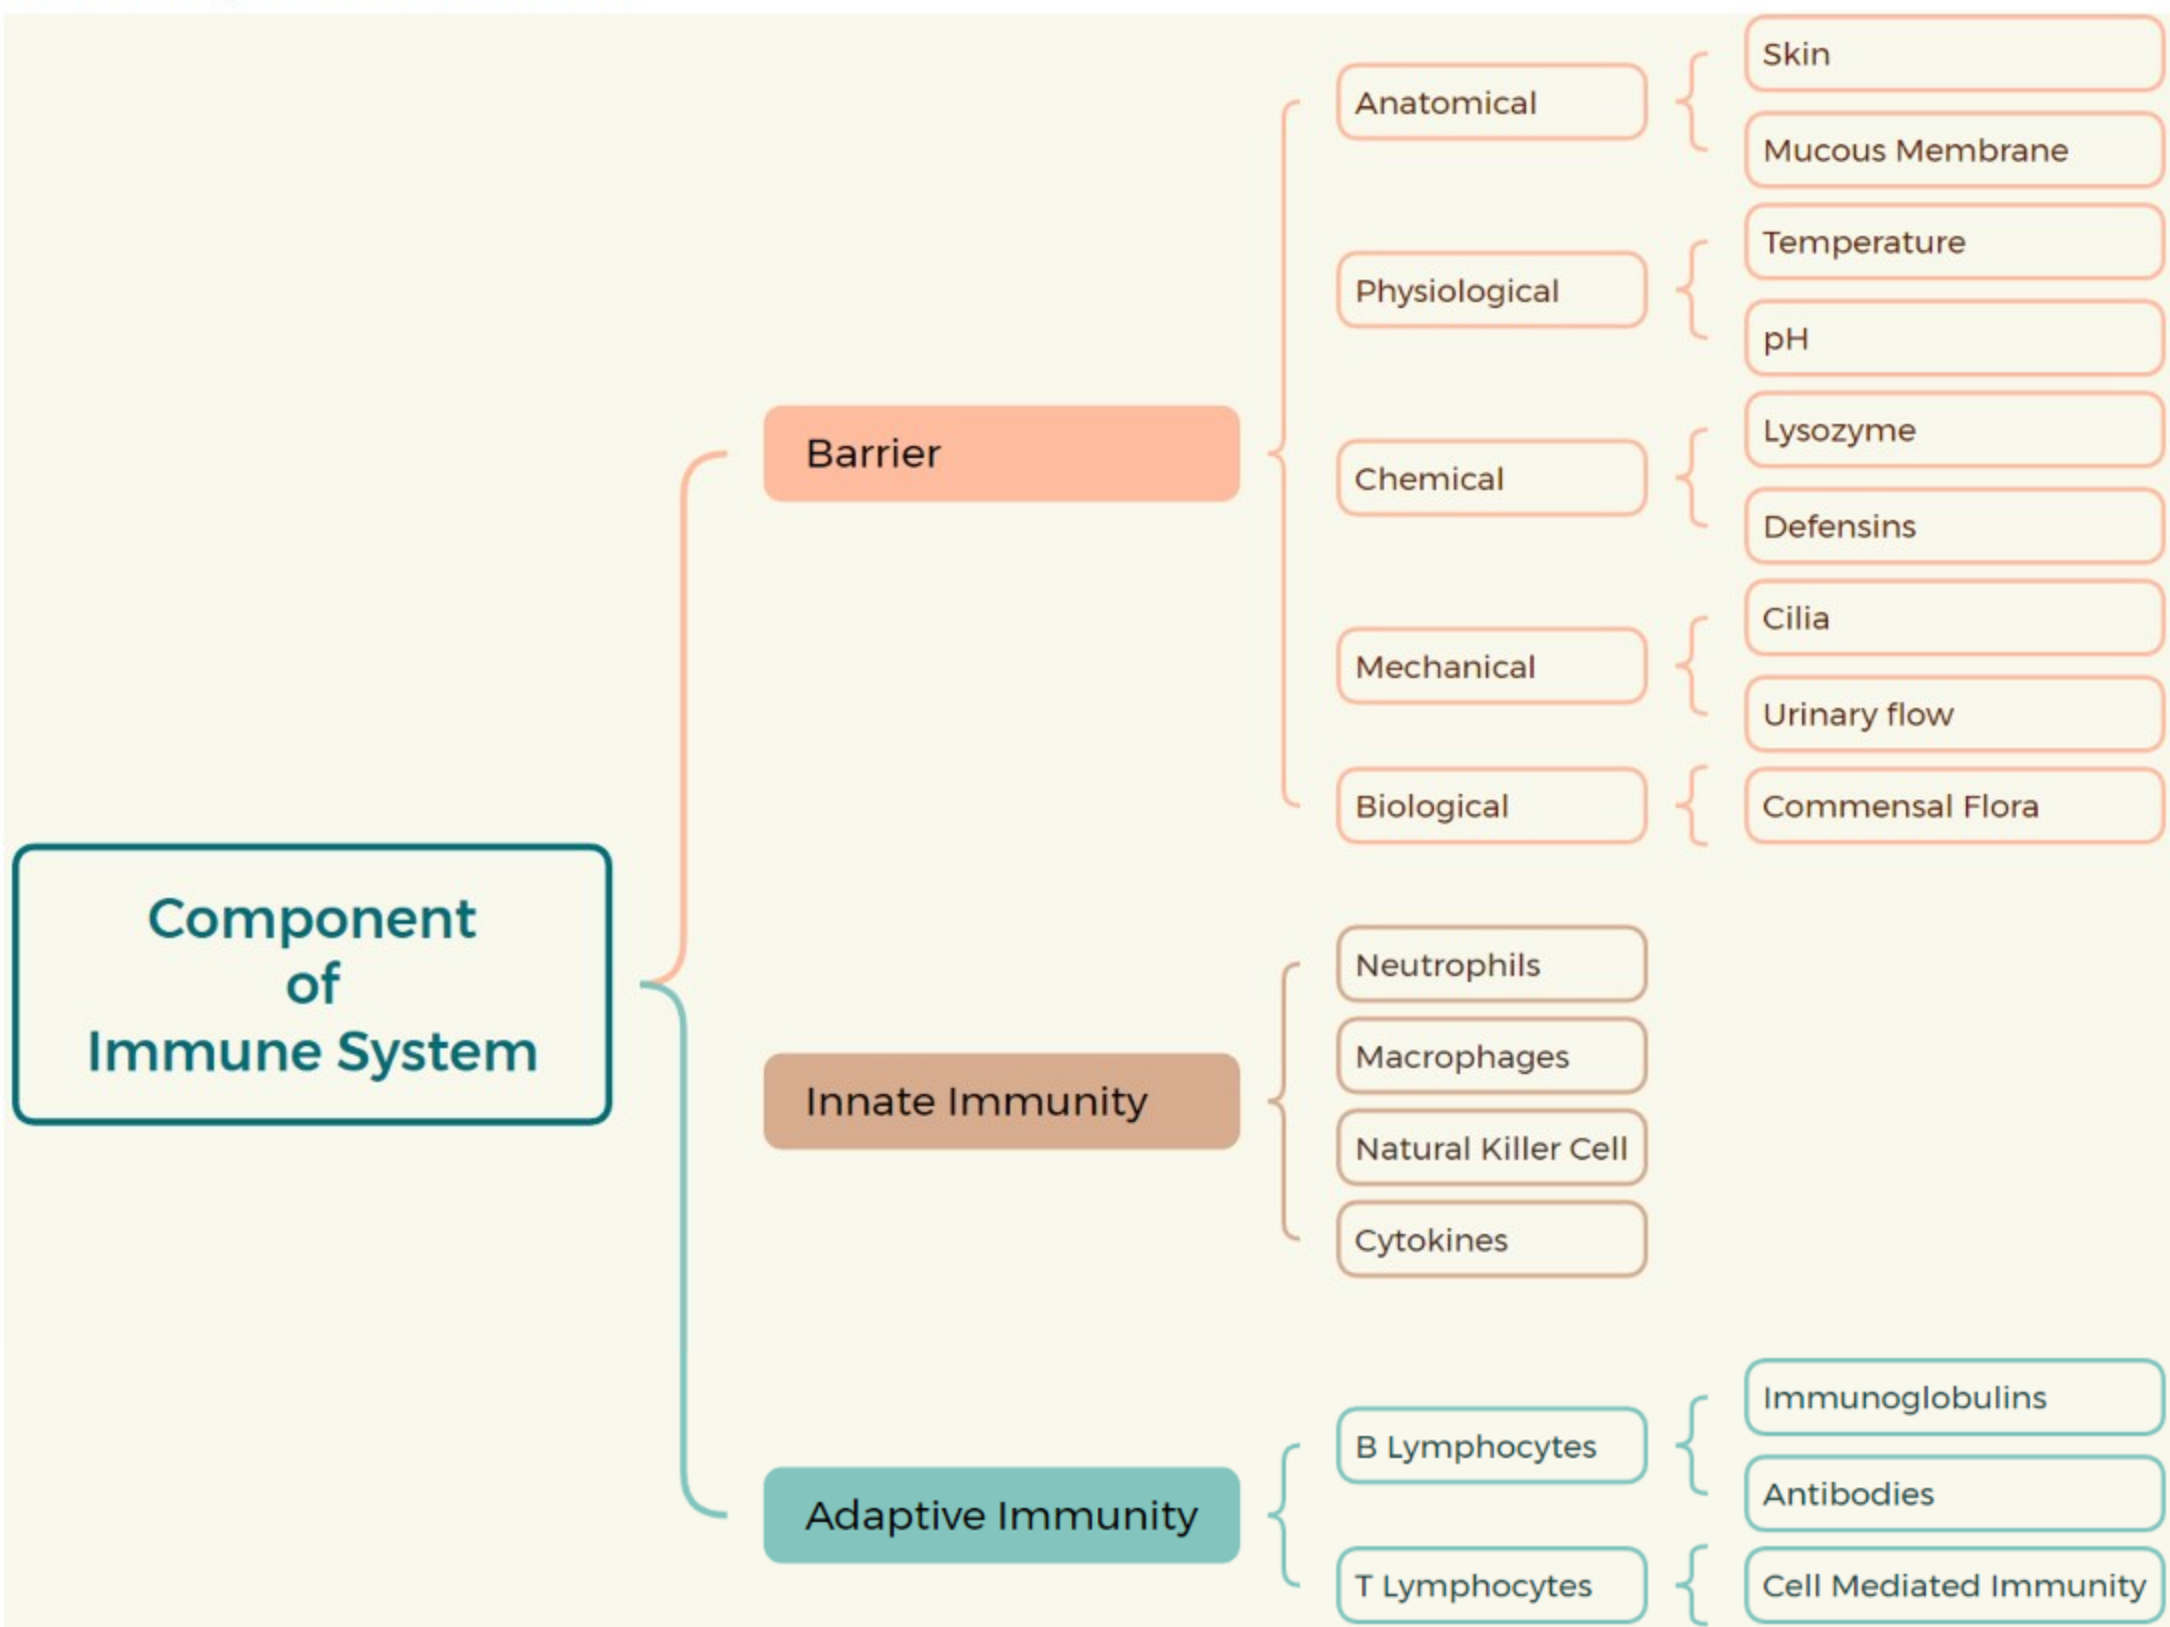 Component
of
Immune System
Barrier
Anatomical
Skin
Mucous Membrane
Physiological
Temperature
pH
Chemical
Lysozyme
Defensins
Mechanical
Cilia
Urinary flow
Biological
Commensal Flora
Innate Immunity
Neutrophils
Macrophages
Natural Killer Cell
Cytokines
Adaptive Immunity
B Lymphocytes
Immunoglobulins
Antibodies
T Lymphocytes
Cell Mediated Immunity